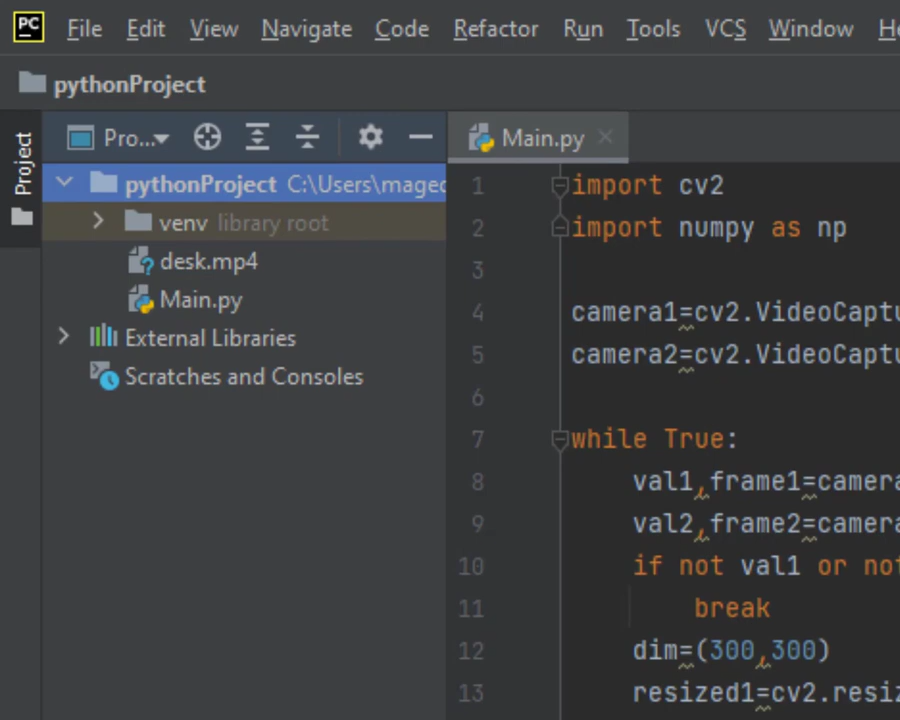 PC File Edit View Navigate Code Refactor Run Tools VCS Window
pythonProject
Project
Pro... Main.py
pythonProject C:\Users\magec
venv library root
desk.mp4
Main.py
External Libraries
Scratches and Consoles
1 import cv2
2 import numpy as np
3
4 camera1=cv2.VideoCaptu
5 camera2=cv2.VideoCaptu
6
7 while True:
8 val1,frame1=camera
9 val2,frame2=camera
10 if not val1 or not
11 break
12 dim=(300,300)
13 resized1=cv2.resiz